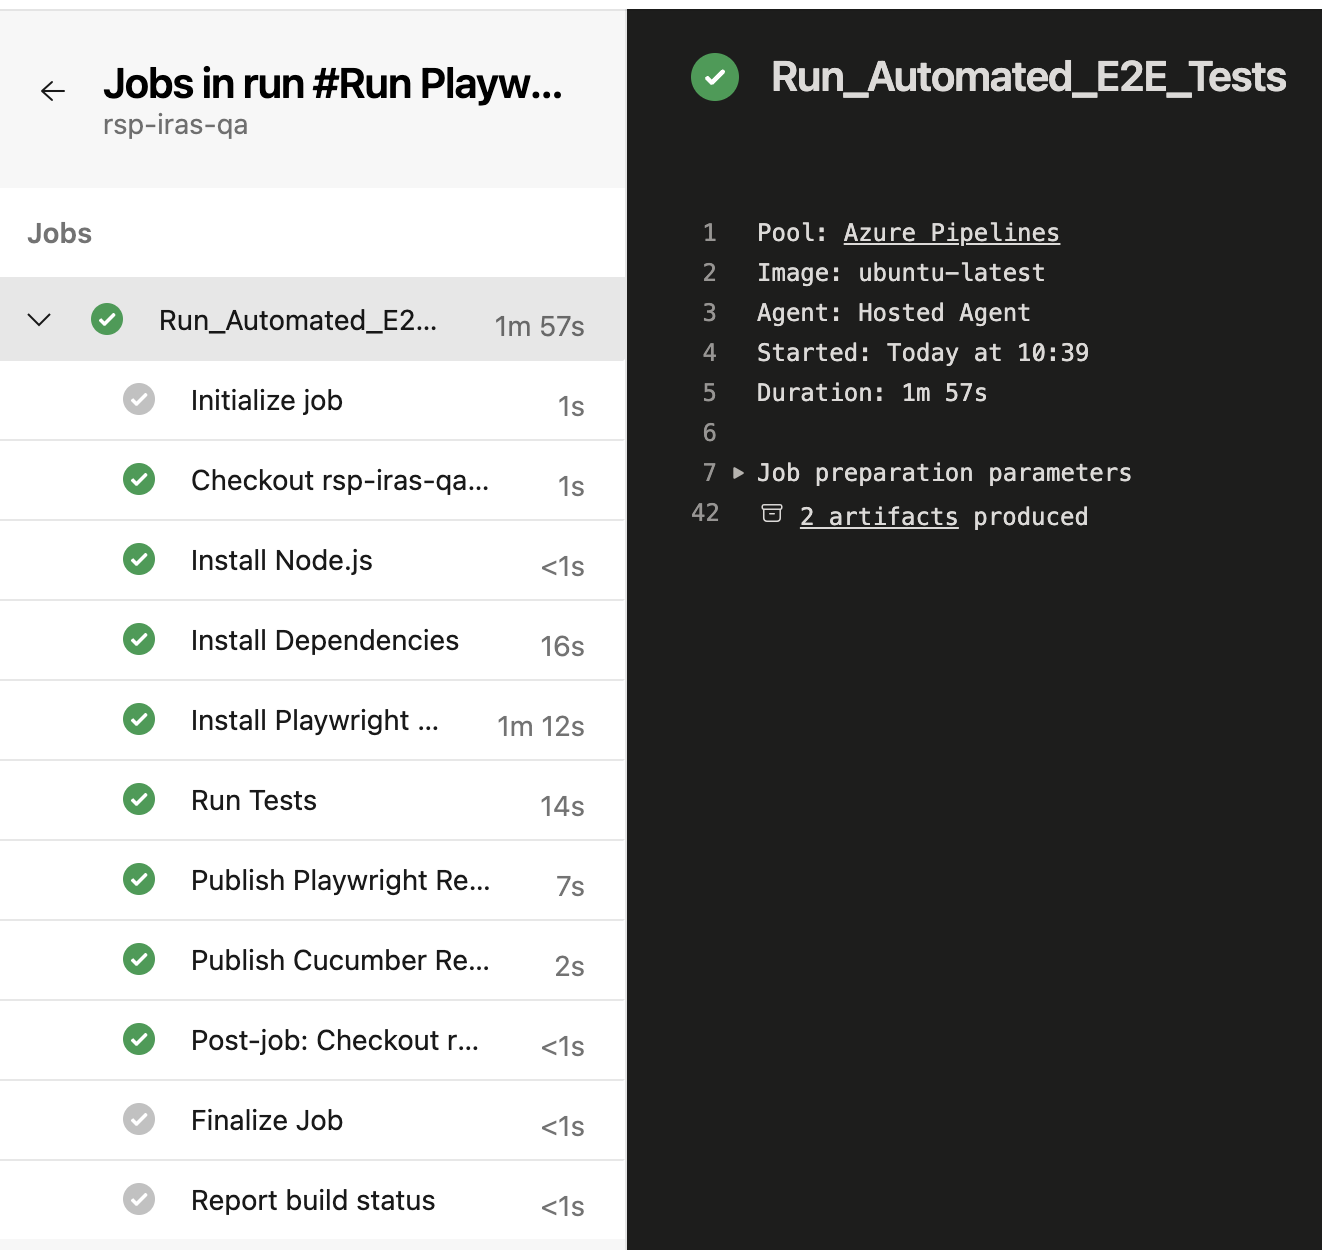 Jobs in run #Run Playw...
rsp-iras-qa
Jobs
Run_Automated_E2... 1m 57s
Initialize job 1s
Checkout rsp-iras-qa... 1s
Install Node.js <1s
Install Dependencies 16s
Install Playwright ... 1m 12s
Run Tests 14s
Publish Playwright Re... 7s
Publish Cucumber Re... 2s
Post-job: Checkout r... <1s
Finalize Job <1s
Report build status <1s
Run_Automated_E2E_Tests
1 Pool: Azure Pipelines
2 Image: ubuntu-latest
3 Agent: Hosted Agent
4 Started: Today at 10:39
5 Duration: 1m 57s
6
7 Job preparation parameters
42 2 artifacts produced